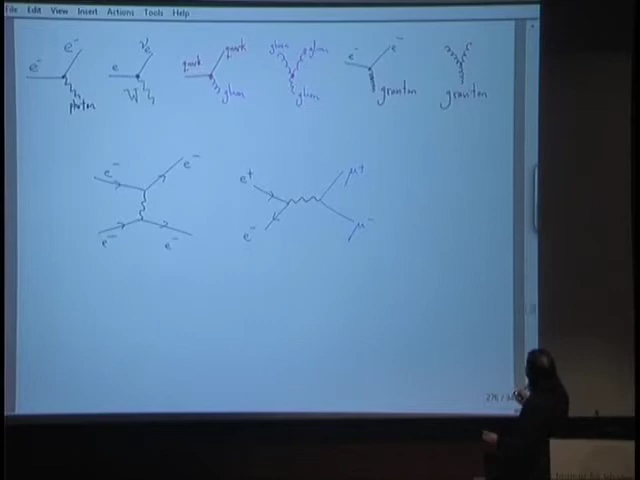 File Edit View Insert Actions Tools Help
e⁻ e⁻ photon
e νe W
quark quark gluon
gluon gluon gluon
e⁻ e⁻ graviton
graviton
e⁻ e⁻ e⁻ e⁻
e⁺ e⁻ μ⁺ μ⁻